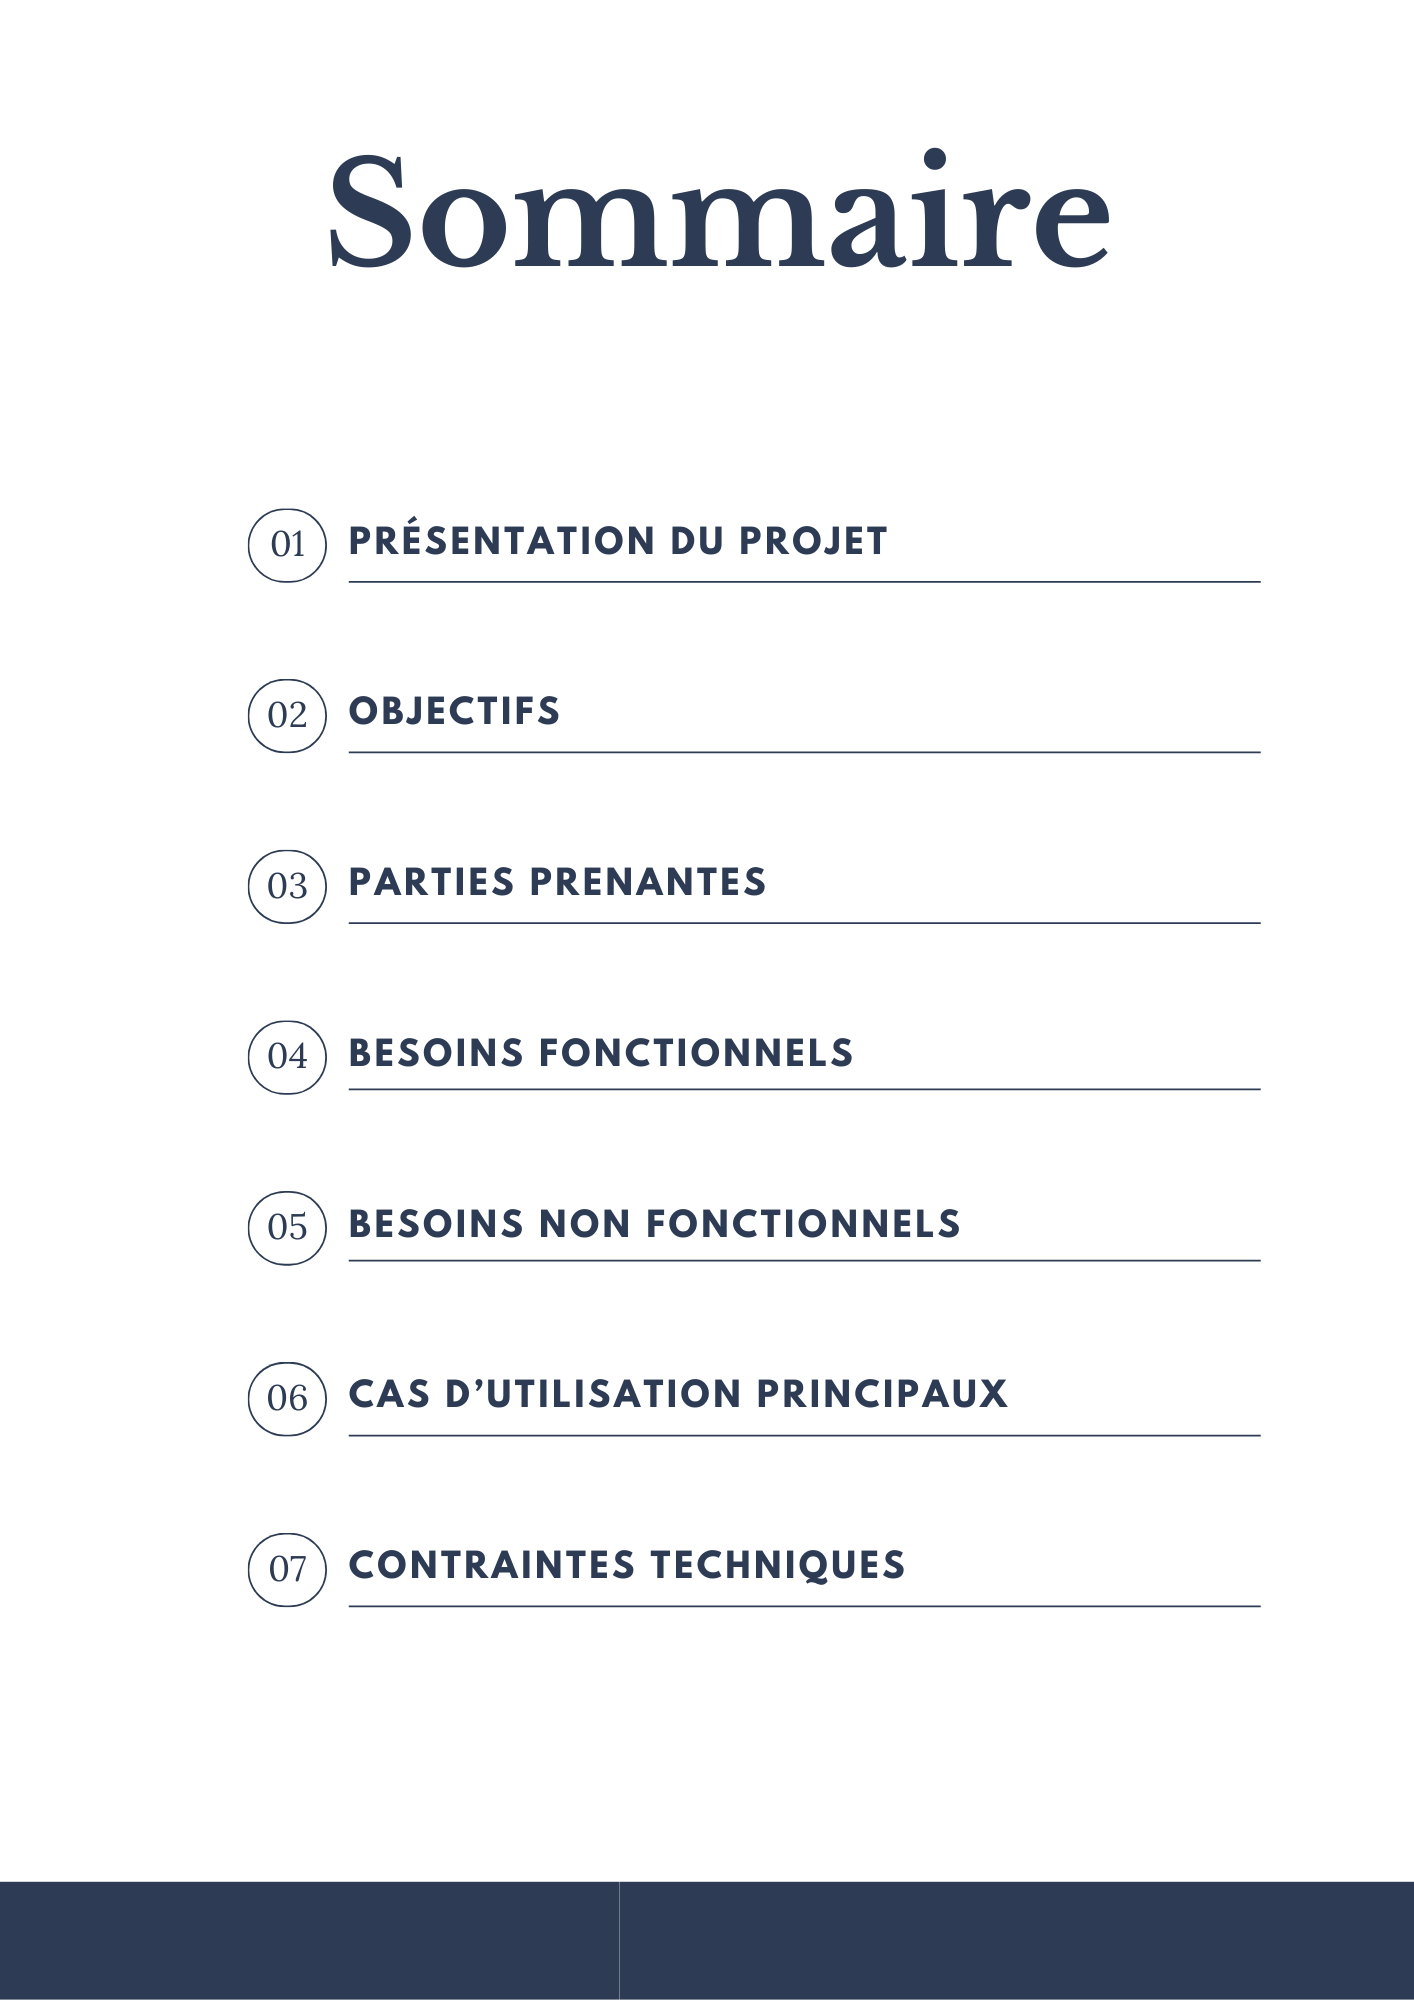 Sommaire
01 PRÉSENTATION DU PROJET
02 OBJECTIFS
03 PARTIES PRENANTES
04 BESOINS FONCTIONNELS
05 BESOINS NON FONCTIONNELS
06 CAS D’UTILISATION PRINCIPAUX
07 CONTRAINTES TECHNIQUES